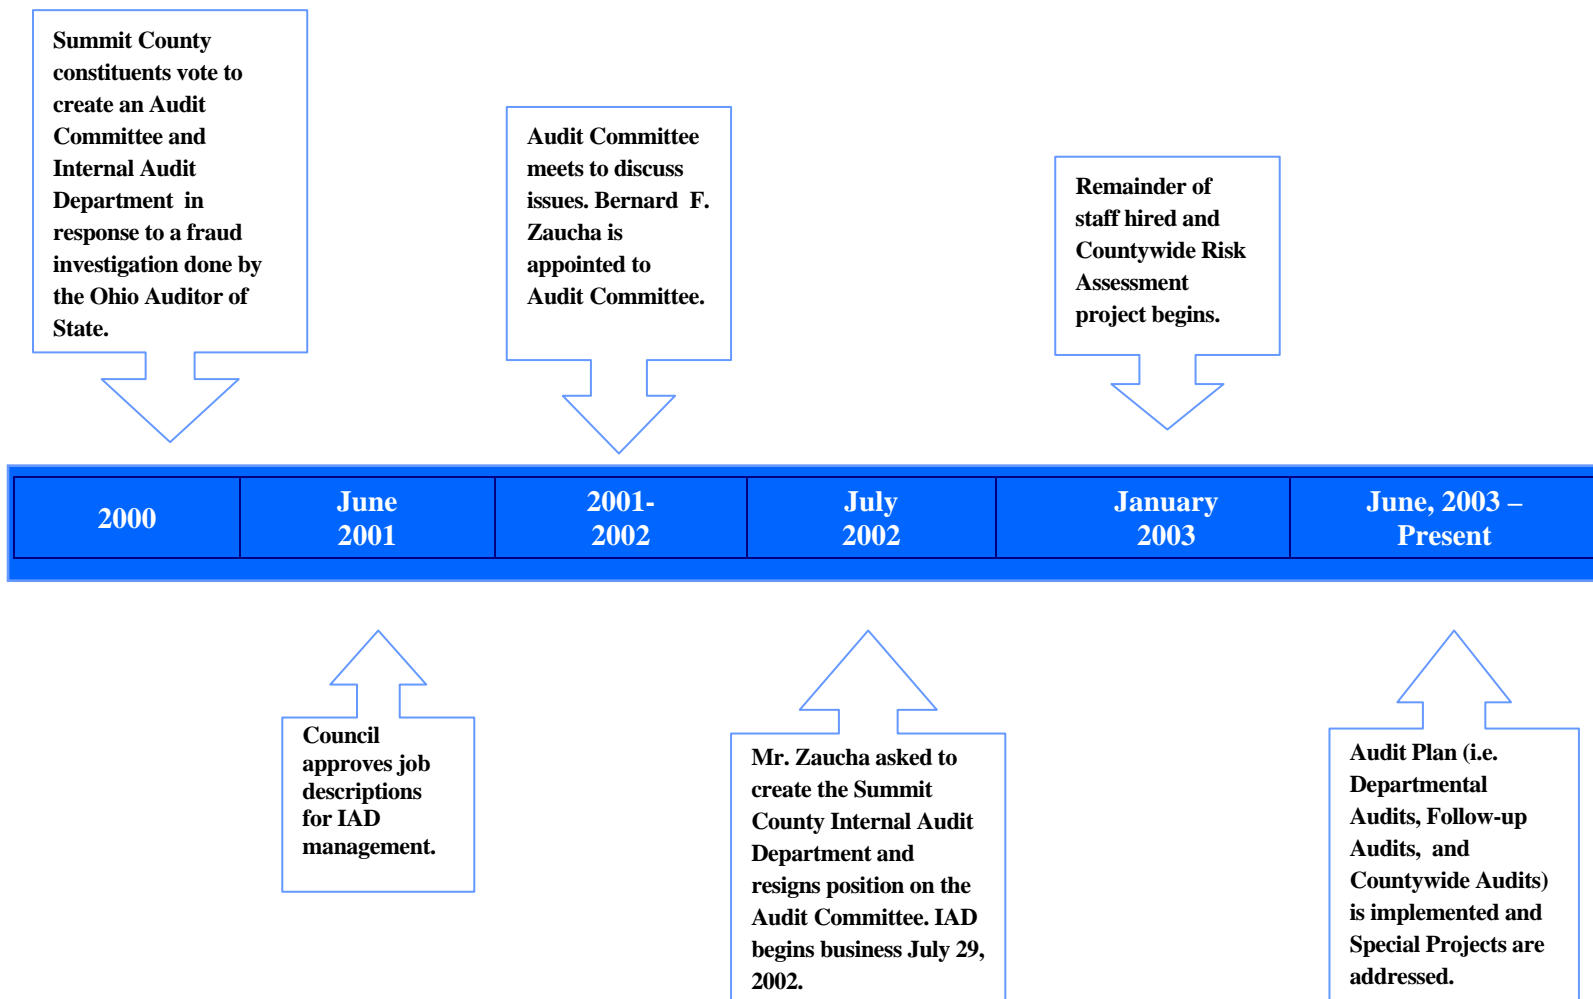 Summit County
constituents vote to
create an Audit
Committee and
Internal Audit
Department in
response to a fraud
investigation done by
the Ohio Auditor of
State.
Audit Committee
meets to discuss
issues. Bernard F.
Zaucha is
appointed to
Audit Committee.
Remainder of
staff hired and
Countywide Risk
Assessment
project begins.
2000
June
2001
2001-
2002
July
2002
January
2003
June, 2003 –
Present
Council
approves job
descriptions
for IAD
management.
Mr. Zaucha asked to
create the Summit
County Internal Audit
Department and
resigns position on the
Audit Committee. IAD
begins business July 29,
2002.
Audit Plan (i.e.
Departmental
Audits, Follow-up
Audits, and
Countywide Audits)
is implemented and
Special Projects are
addressed.